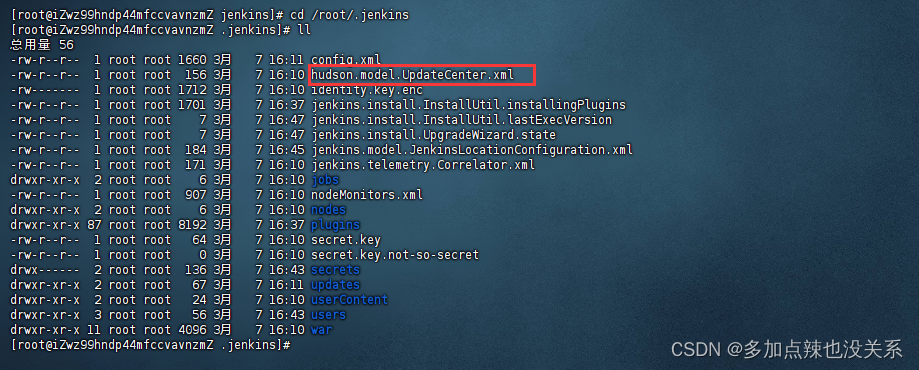 [root@iZwz99hndp44mfccvavnzmZ jenkins]# cd /root/.jenkins
[root@iZwz99hndp44mfccvavnzmZ .jenkins]# ll
总用量 56
-rw-r--r--  1 root root 1660 3月   7 16:11 config.xml
-rw-r--r--  1 root root  156 3月   7 16:10 hudson.model.UpdateCenter.xml
-rw-------  1 root root 1712 3月   7 16:10 identity.key.enc
-rw-r--r--  1 root root 1701 3月   7 16:37 jenkins.install.InstallUtil.installingPlugins
-rw-r--r--  1 root root    7 3月   7 16:47 jenkins.install.InstallUtil.lastExecVersion
-rw-r--r--  1 root root    7 3月   7 16:47 jenkins.install.UpgradeWizard.state
-rw-r--r--  1 root root  184 3月   7 16:45 jenkins.model.JenkinsLocationConfiguration.xml
-rw-r--r--  1 root root  171 3月   7 16:10 jenkins.telemetry.Correlator.xml
drwxr-xr-x  2 root root    6 3月   7 16:10 jobs
-rw-r--r--  1 root root  907 3月   7 16:10 nodeMonitors.xml
drwxr-xr-x  2 root root    6 3月   7 16:10 nodes
drwxr-xr-x 87 root root 8192 3月   7 16:37 plugins
-rw-r--r--  1 root root   64 3月   7 16:10 secret.key
-rw-r--r--  1 root root    0 3月   7 16:10 secret.key.not-so-secret
drwx------  2 root root  136 3月   7 16:43 secrets
drwxr-xr-x  2 root root   67 3月   7 16:11 updates
drwxr-xr-x  2 root root   24 3月   7 16:10 userContent
drwxr-xr-x  3 root root   56 3月   7 16:43 users
drwxr-xr-x 11 root root 4096 3月   7 16:10 war
[root@iZwz99hndp44mfccvavnzmZ .jenkins]#
CSDN @多加点辣也没关系